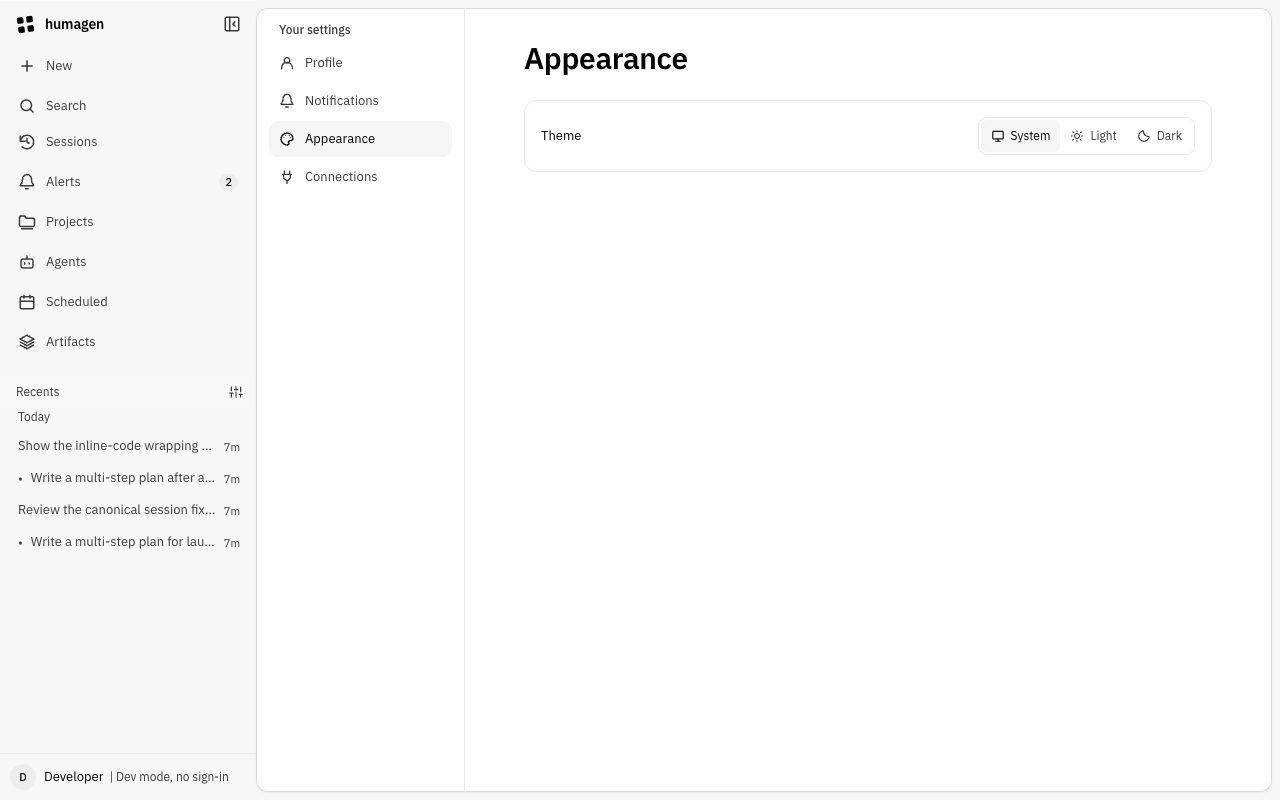 humagen
New
Search
Sessions
Alerts 2
Projects
Agents
Scheduled
Artifacts
Recents
Today
Show the inline-code wrapping ... 7m
• Write a multi-step plan after a... 7m
Review the canonical session fix... 7m
• Write a multi-step plan for lau... 7m
D Developer | Dev mode, no sign-in
Your settings
Profile
Notifications
Appearance
Connections
Appearance
Theme System Light Dark